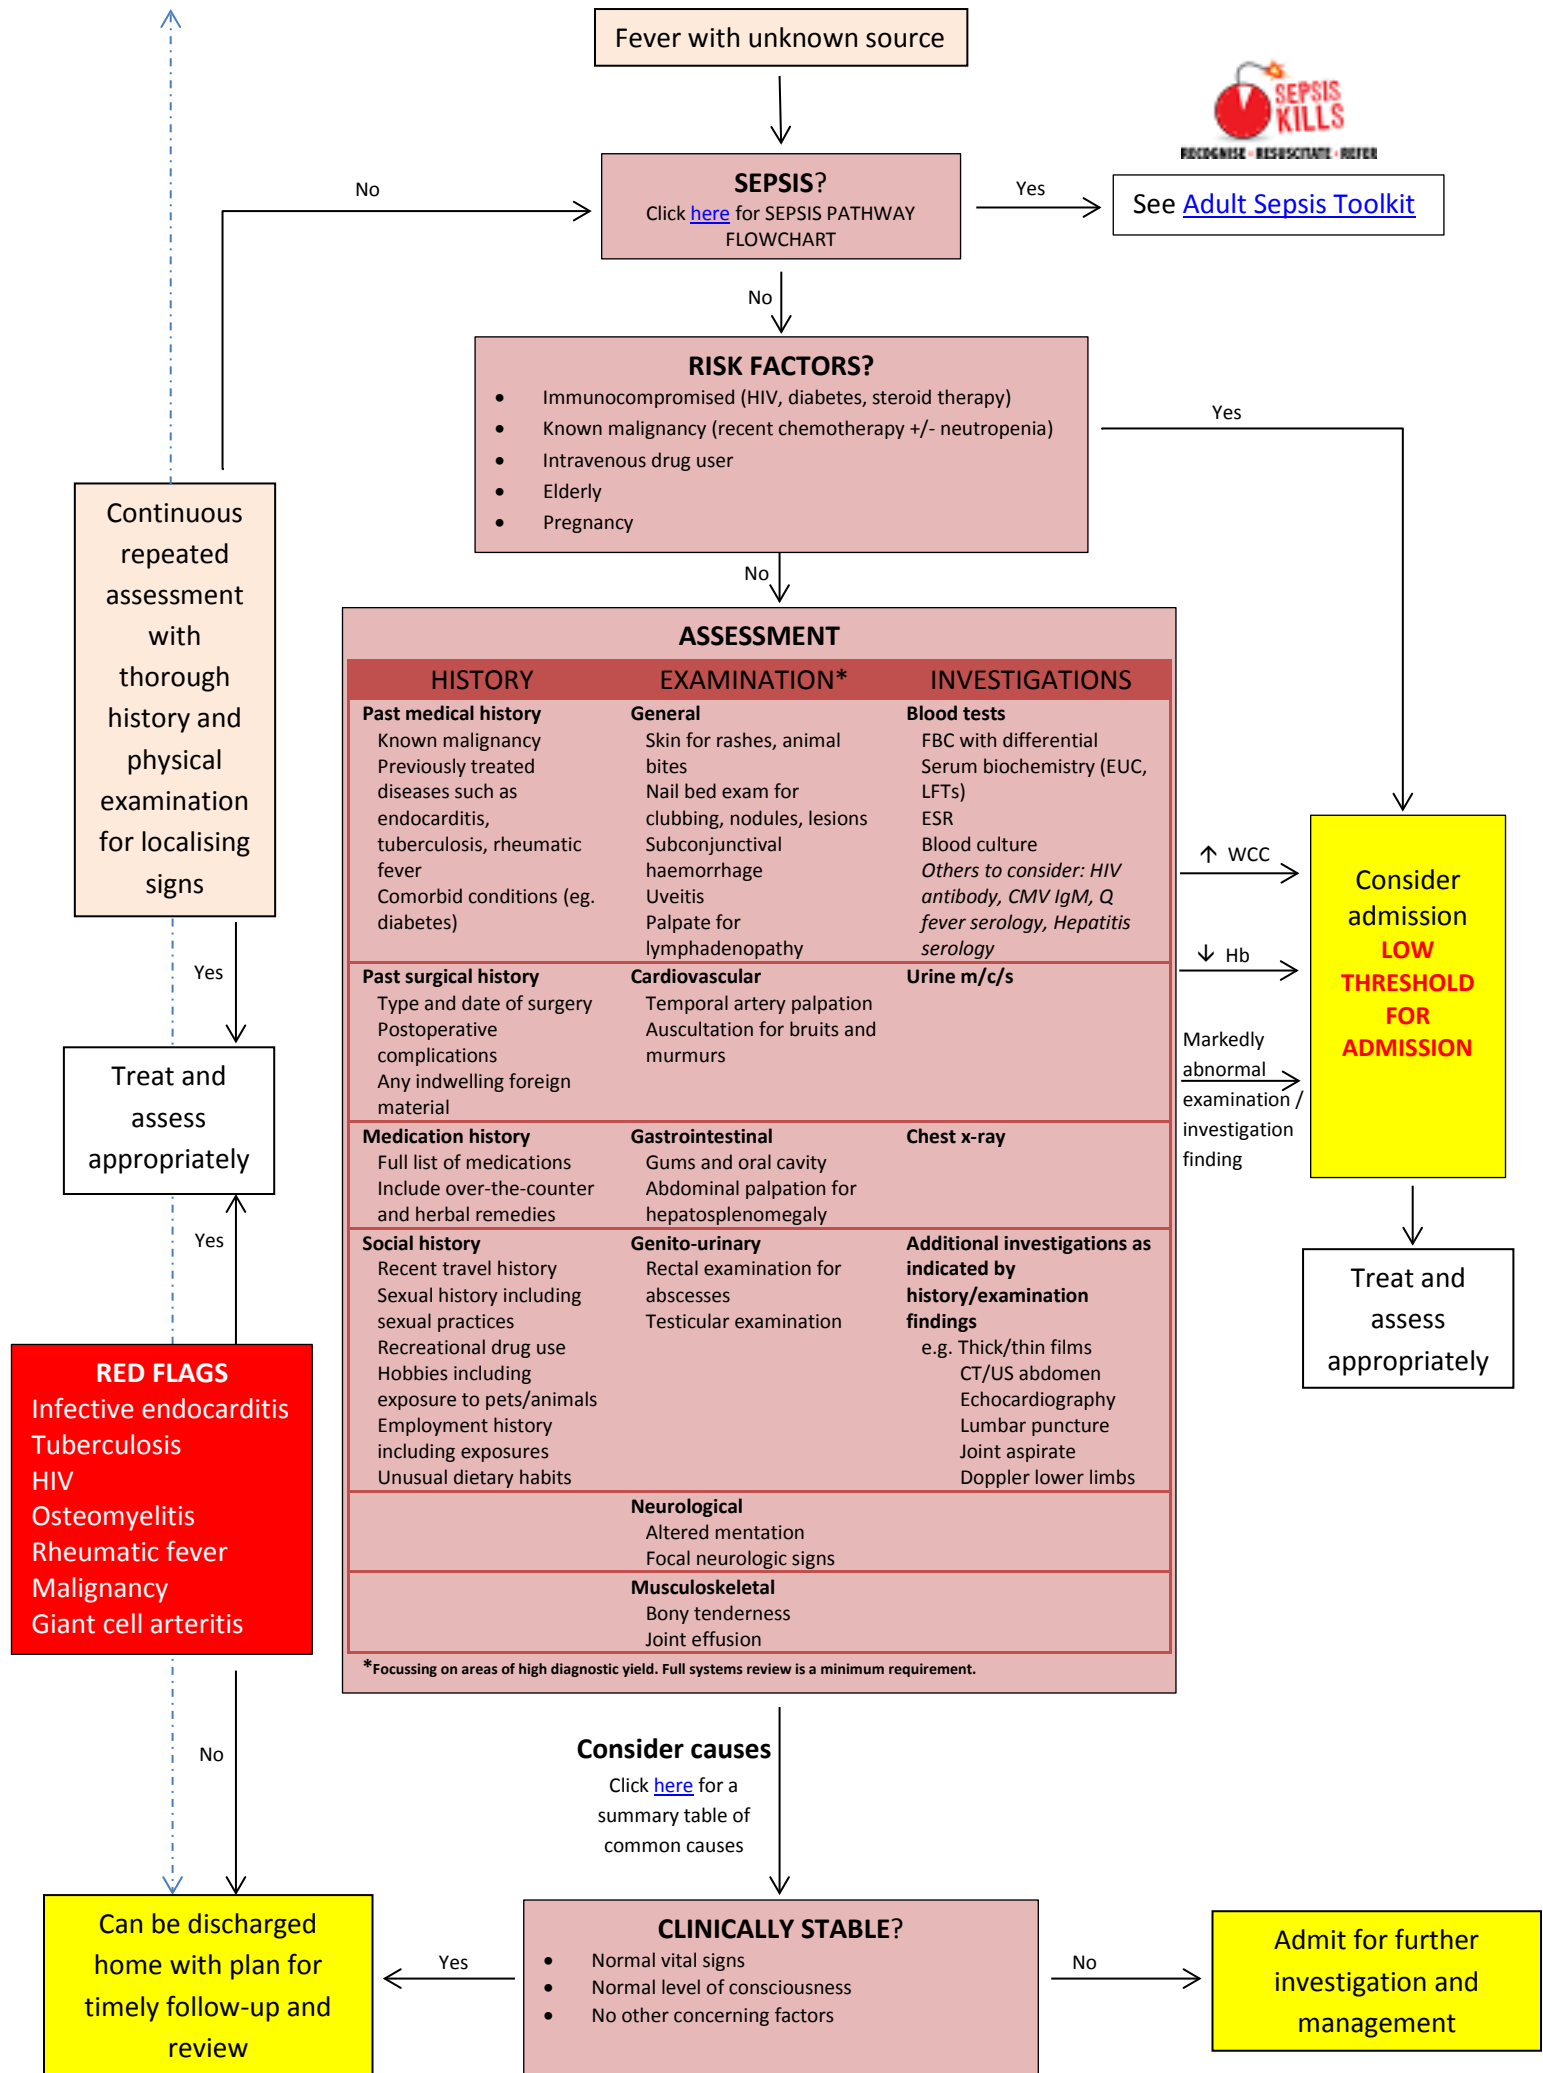 Fever with unknown source
SEPSIS
KILLS
RECOGNISE • RESUSCITATE • REFER
No
SEPSIS?
Click here for SEPSIS PATHWAY
FLOWCHART
Yes
See Adult Sepsis Toolkit
No
RISK FACTORS?
• Immunocompromised (HIV, diabetes, steroid therapy)
• Known malignancy (recent chemotherapy +/- neutropenia)
• Intravenous drug user
• Elderly
• Pregnancy
Yes
No
Continuous
repeated
assessment
with
thorough
history and
physical
examination
for localising
signs
Yes
Treat and
assess
appropriately
Yes
RED FLAGS
Infective endocarditis
Tuberculosis
HIV
Osteomyelitis
Rheumatic fever
Malignancy
Giant cell arteritis
No
ASSESSMENT
HISTORY
Past medical history
Known malignancy
Previously treated
diseases such as
endocarditis,
tuberculosis, rheumatic
fever
Comorbid conditions (eg.
diabetes)
Past surgical history
Type and date of surgery
Postoperative
complications
Any indwelling foreign
material
Medication history
Full list of medications
Include over-the-counter
and herbal remedies
Social history
Recent travel history
Sexual history including
sexual practices
Recreational drug use
Hobbies including
exposure to pets/animals
Employment history
including exposures
Unusual dietary habits
EXAMINATION*
General
Skin for rashes, animal
bites
Nail bed exam for
clubbing, nodules, lesions
Subconjunctival
haemorrhage
Uveitis
Palpate for
lymphadenopathy
Cardiovascular
Temporal artery palpation
Auscultation for bruits and
murmurs
Gastrointestinal
Gums and oral cavity
Abdominal palpation for
hepatosplenomegaly
Genito-urinary
Rectal examination for
abscesses
Testicular examination
Neurological
Altered mentation
Focal neurologic signs
Musculoskeletal
Bony tenderness
Joint effusion
INVESTIGATIONS
Blood tests
FBC with differential
Serum biochemistry (EUC,
LFTs)
ESR
Blood culture
Others to consider: HIV
antibody, CMV IgM, Q
fever serology, Hepatitis
serology
Urine m/c/s
Chest x-ray
Additional investigations as
indicated by
history/examination
findings
e.g. Thick/thin films
CT/US abdomen
Echocardiography
Lumbar puncture
Joint aspirate
Doppler lower limbs
*Focussing on areas of high diagnostic yield. Full systems review is a minimum requirement.
↑ WCC
↓ Hb
Markedly
abnormal
examination /
investigation
finding
Consider
admission
LOW
THRESHOLD
FOR
ADMISSION
Treat and
assess
appropriately
Consider causes
Click here for a
summary table of
common causes
Can be discharged
home with plan for
timely follow-up and
review
Yes
CLINICALLY STABLE?
• Normal vital signs
• Normal level of consciousness
• No other concerning factors
No
Admit for further
investigation and
management